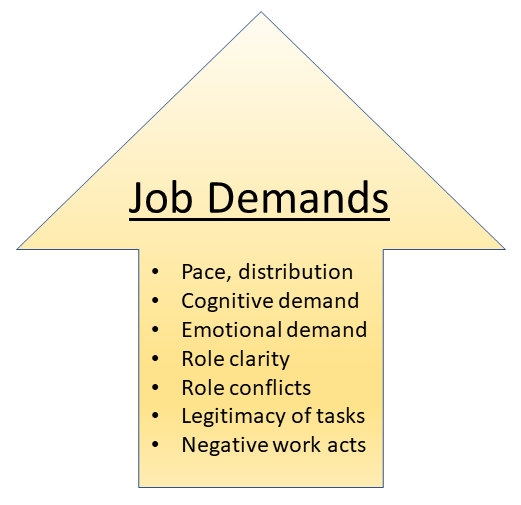 Job Demands
• Pace, distribution
• Cognitive demand
• Emotional demand
• Role clarity
• Role conflicts
• Legitimacy of tasks
• Negative work acts